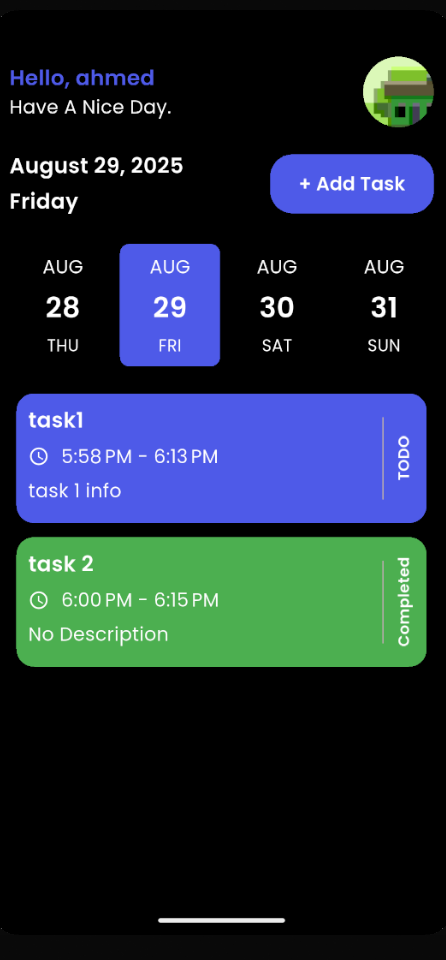 Hello, ahmed
Have A Nice Day.
August 29, 2025
Friday
+ Add Task
AUG
28
THU
AUG
29
FRI
AUG
30
SAT
AUG
31
SUN
task1
5:58 PM - 6:13 PM
task 1 info
TODO
task 2
6:00 PM - 6:15 PM
No Description
Completed